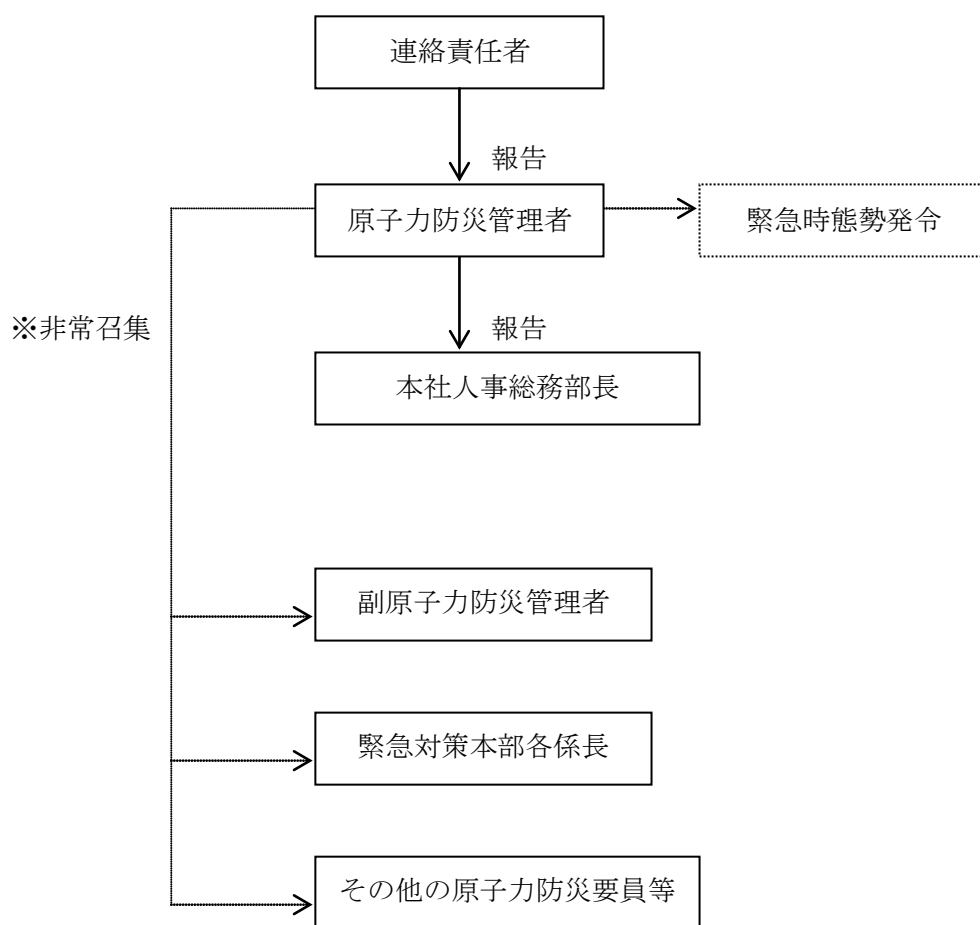 連絡責任者
報告
原子力防災管理者
緊急時態勢発令
※非常召集
報告
本社人事総務部長
副原子力防災管理者
緊急対策本部各係長
その他の原子力防災要員等